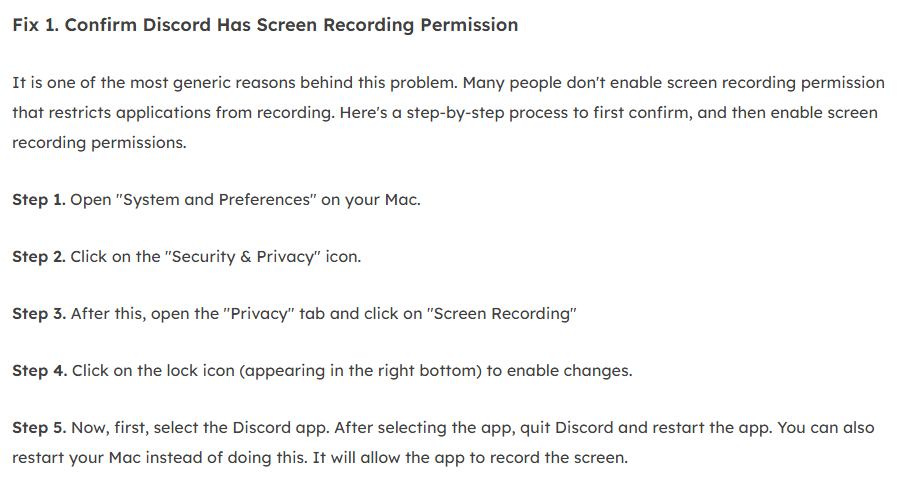 Fix 1. Confirm Discord Has Screen Recording Permission
It is one of the most generic reasons behind this problem. Many people don't enable screen recording permission
that restricts applications from recording. Here's a step-by-step process to first confirm, and then enable screen
recording permissions.
Step 1. Open "System and Preferences" on your Mac.
Step 2. Click on the "Security & Privacy" icon.
Step 3. After this, open the "Privacy" tab and click on "Screen Recording"
Step 4. Click on the lock icon (appearing in the right bottom) to enable changes.
Step 5. Now, first, select the Discord app. After selecting the app, quit Discord and restart the app. You can also
restart your Mac instead of doing this. It will allow the app to record the screen.